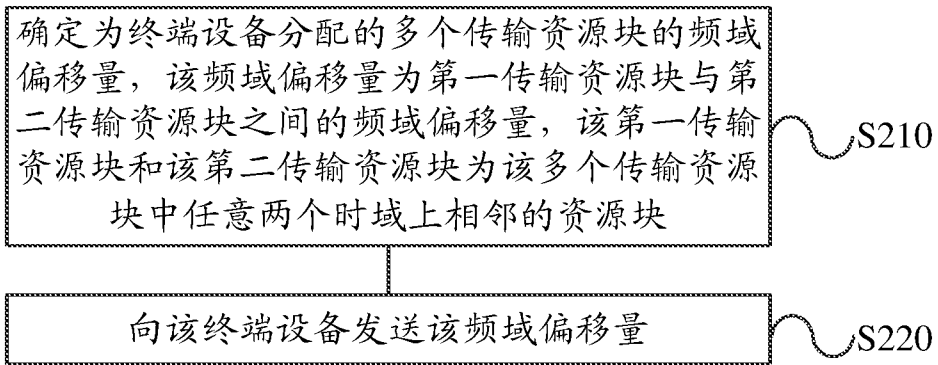 确定为终端设备分配的多个传输资源块的频域
偏移量，该频域偏移量为第一传输资源块与第
二传输资源块之间的频域偏移量，该第一传输
资源块和该第二传输资源块为该多个传输资源
块中任意两个时域上相邻的资源块
S210
向该终端设备发送该频域偏移量
S220